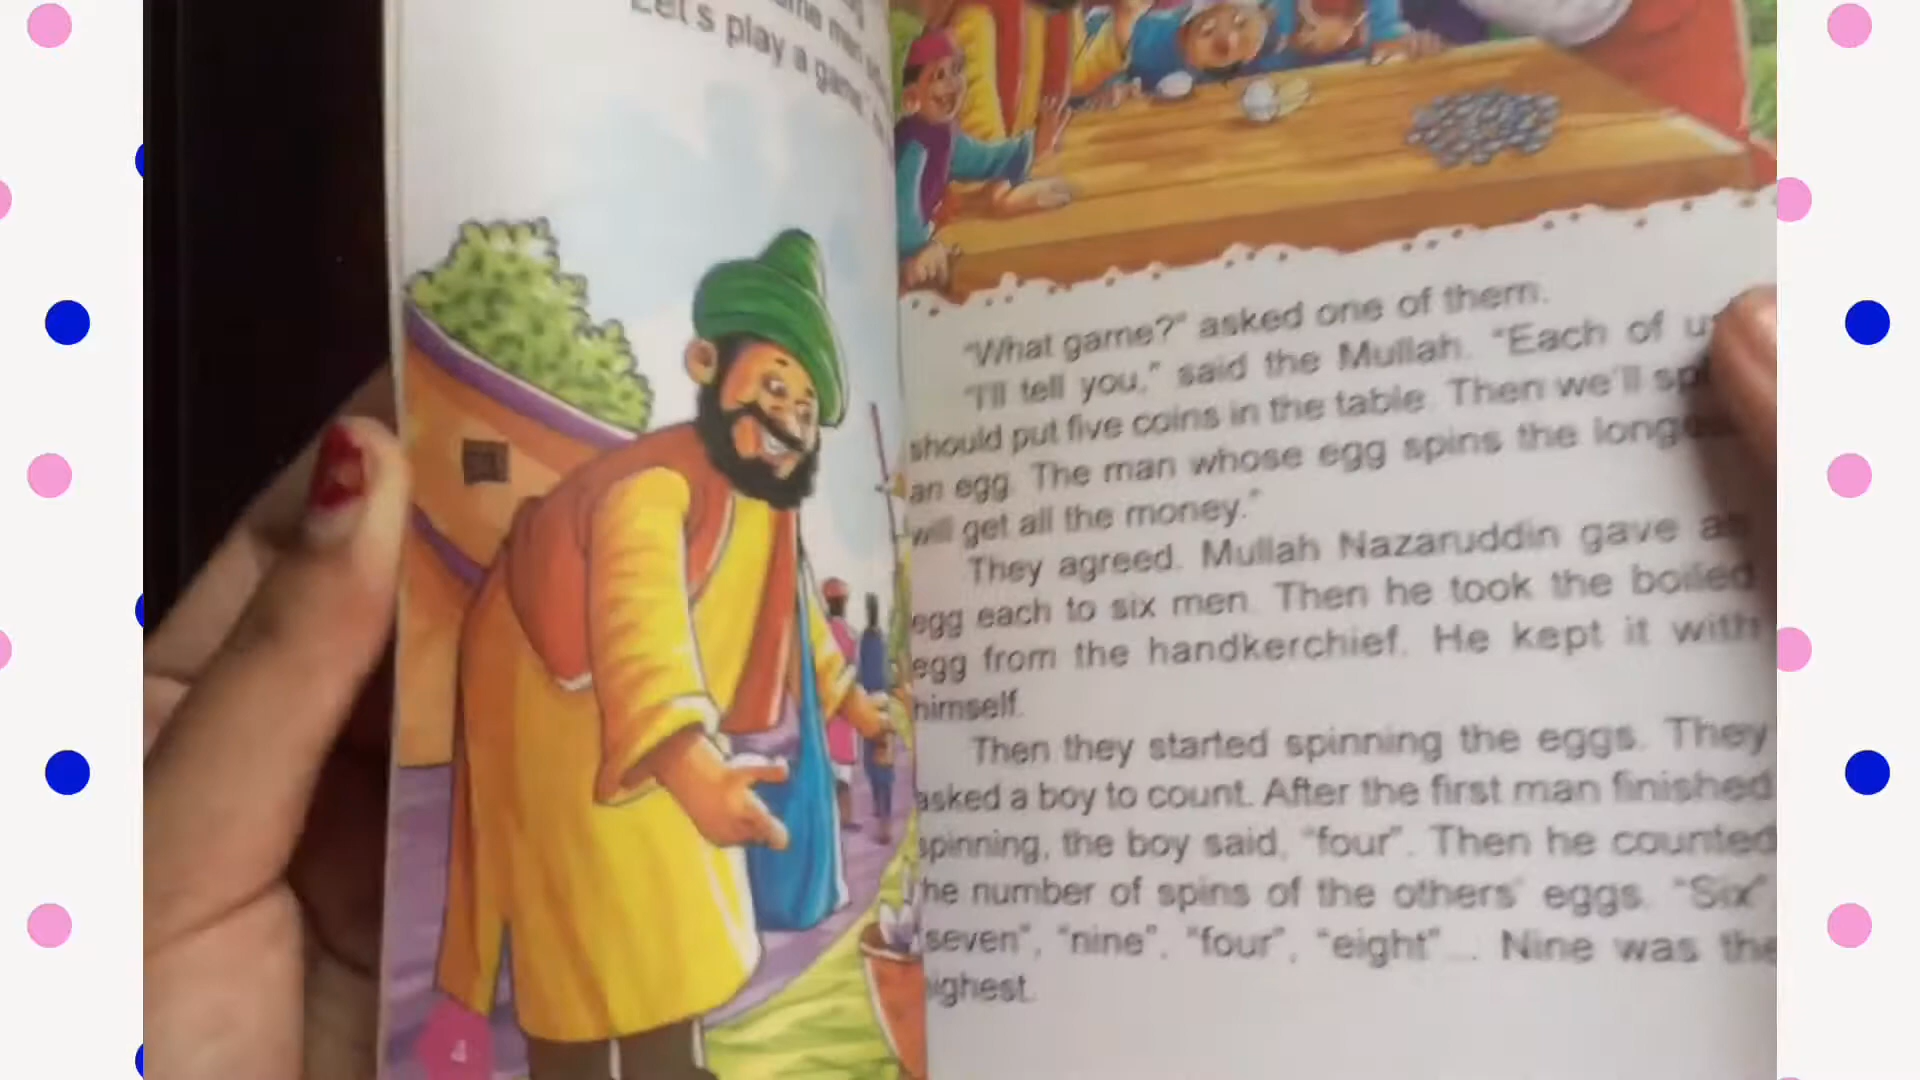 Let's play a game
"What game?" asked one of them.
"I'll tell you," said the Mullah. "Each of
should put five coins in the table. Then we'll
an egg. The man whose egg spins the
will get all the money."
They agreed. Mullah Nazaruddin gave
egg each to six men. Then he took the boiled
egg from the handkerchief. He kept it with
himself.
Then they started spinning the eggs. They
asked a boy to count. After the first man finished
spinning, the boy said, "four". Then he counted
the number of spins of the others' eggs. "Six"
"seven", "nine", "four", "eight"... Nine was the
highest.
4